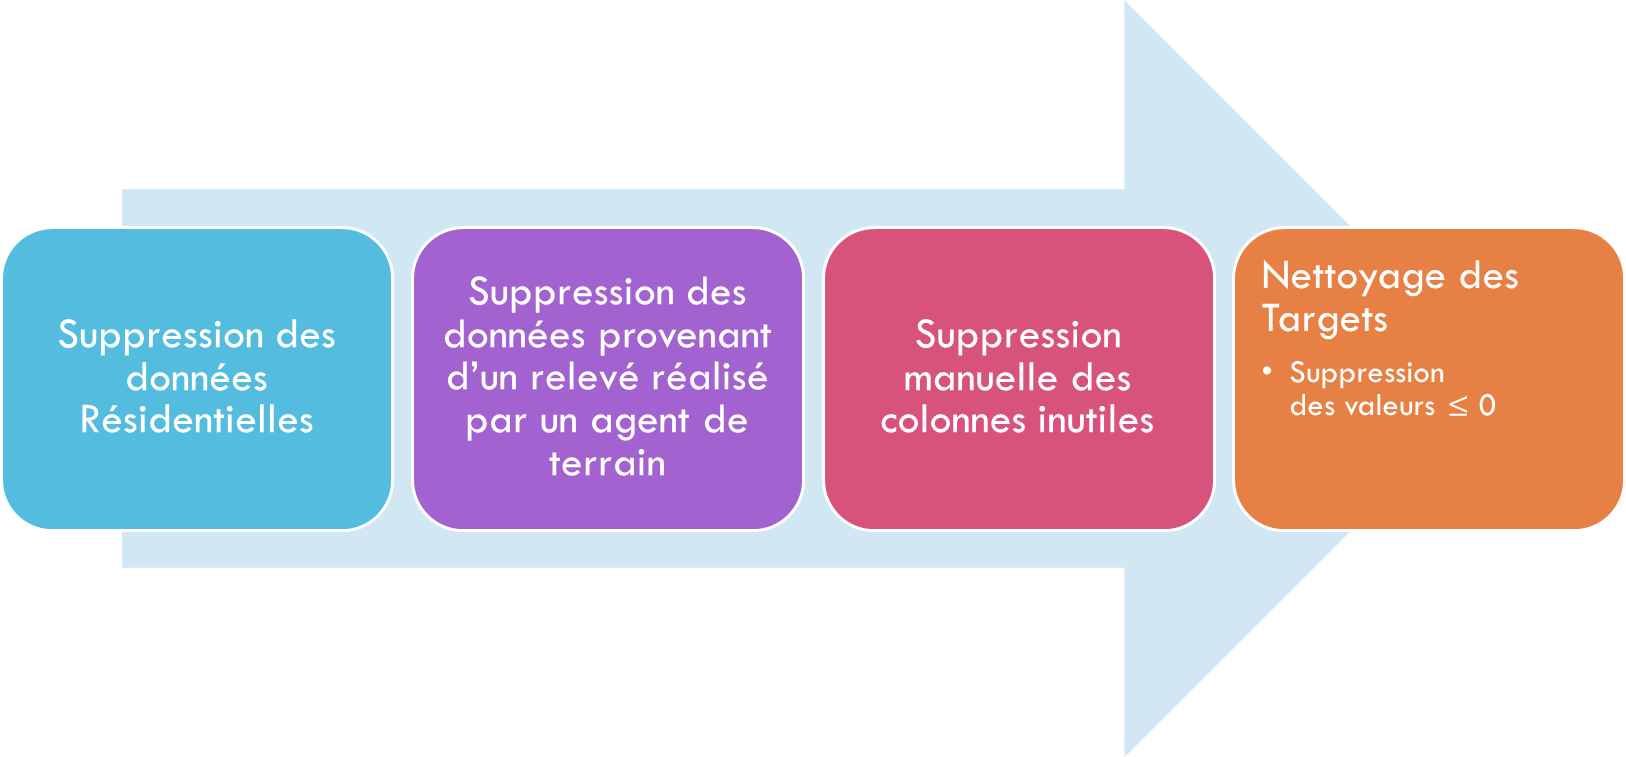 Suppression des
données
Résidentielles
Suppression des
données provenant
d’un relevé réalisé
par un agent de
terrain
Suppression
manuelle des
colonnes inutiles
Nettoyage des
Targets
• Suppression
des valeurs ≤ 0